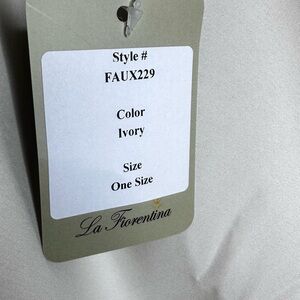 Style #
FAUX229
Color
Ivory
Size
One Size
La Fiorentina